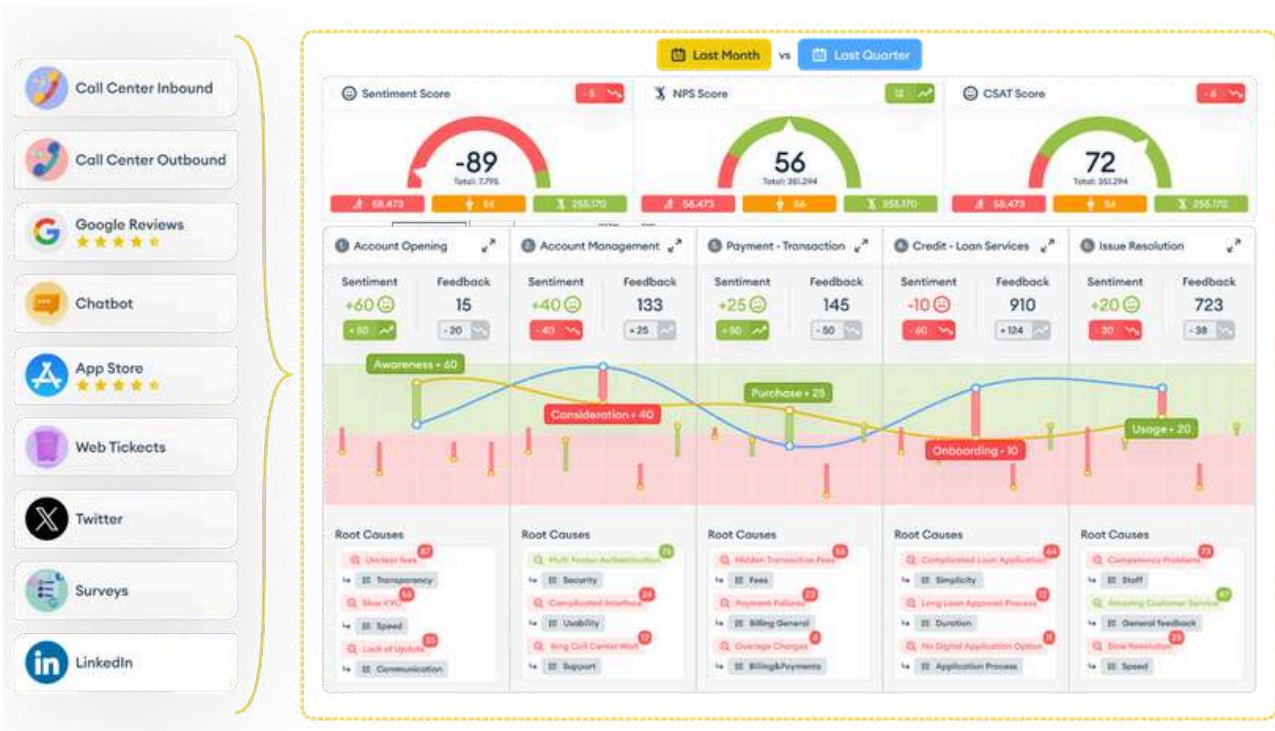 Call Center Inbound
Call Center Outbound
Google Reviews
Chatbot
App Store
Web Tickects
Twitter
Surveys
LinkedIn
Last Month vs Last Quarter
Sentiment Score -5
-89
Total: 7.795
58.473 56 255.170
NPS Score 12
56
Total: 351.294
58.473 56 255.170
CSAT Score -6
72
Total: 351.294
58.473 56 255.170
Account Opening
Sentiment Feedback
+60 15
+50 -20
Account Management
Sentiment Feedback
+40 133
-40 +25
Payment - Transaction
Sentiment Feedback
+25 145
+50 -50
Credit - Loan Services
Sentiment Feedback
-10 910
-60 +124
Issue Resolution
Sentiment Feedback
+20 723
-30 -38
Awareness + 60
Consideration + 40
Purchase + 25
Onboarding - 10
Usage + 20
Root Causes
Unclear Fees 87
Transparency
Slow KYC
Speed
Lack of Update
Communication
Root Causes
Multi Factor Authentication
Security
Complicated Interface 24
Usability
long Call Center Wait 12
Support
Root Causes
Hidden Transaction Fees 56
Fees
Payment Failures 23
Billing General
Overage Charges
Billing&Payments
Root Causes
Complicated Loan Application 64
Simplicity
Long Loan Approval Process 12
Duration
No Digital Application Option 11
Application Process
Root Causes
Competency Problems 73
Staff
Amazing Customer Service 47
General feedback
Slow Resolution 23
Speed